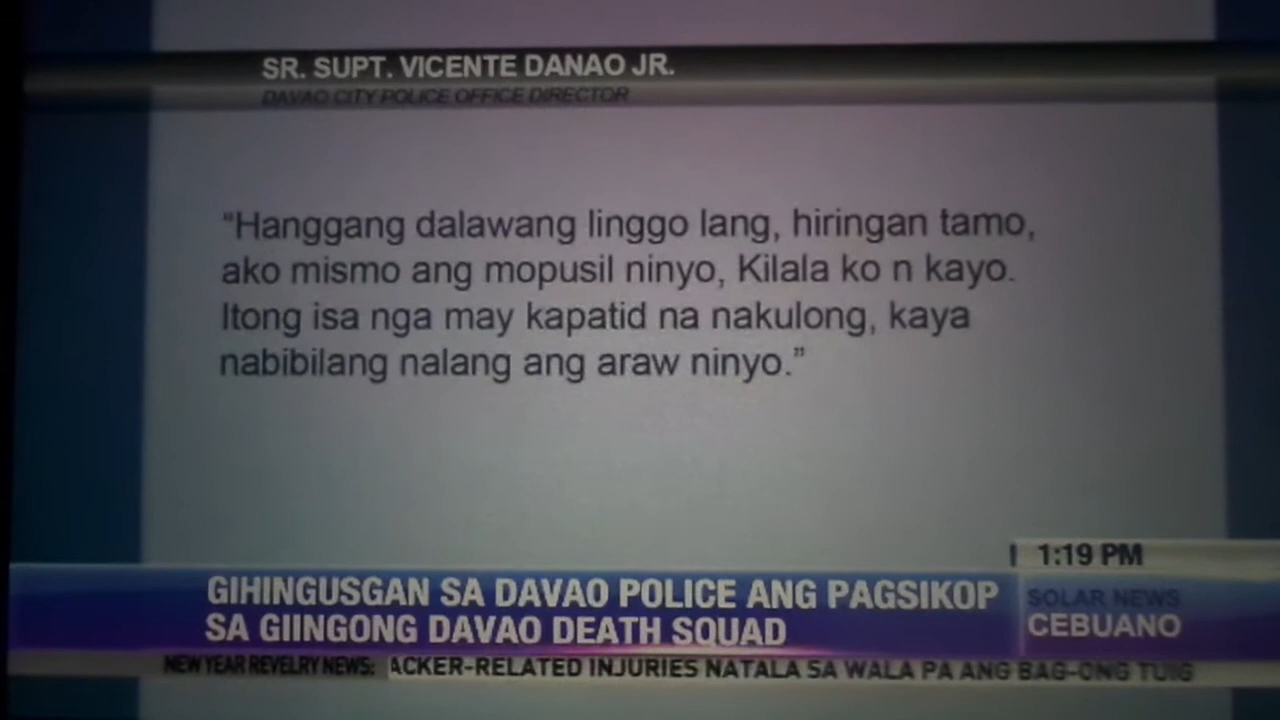 SR. SUPT. VICENTE DANAO JR.
DAVAO CITY POLICE OFFICE DIRECTOR
“Hanggang dalawang linggo lang, hiringan tamo,
ako mismo ang mopusil ninyo, Kilala ko n kayo.
Itong isa nga may kapatid na nakulong, kaya
nabibilang nalang ang araw ninyo.”
1:19 PM
GIHINGUSGAN SA DAVAO POLICE ANG PAGSIKOP
SA GIINGONG DAVAO DEATH SQUAD
SOLAR NEWS
CEBUANO
NEW YEAR REVELRY NEWS: ACKER-RELATED INJURIES NATALA SA WALA PA ANG BAG-ONG TUIG